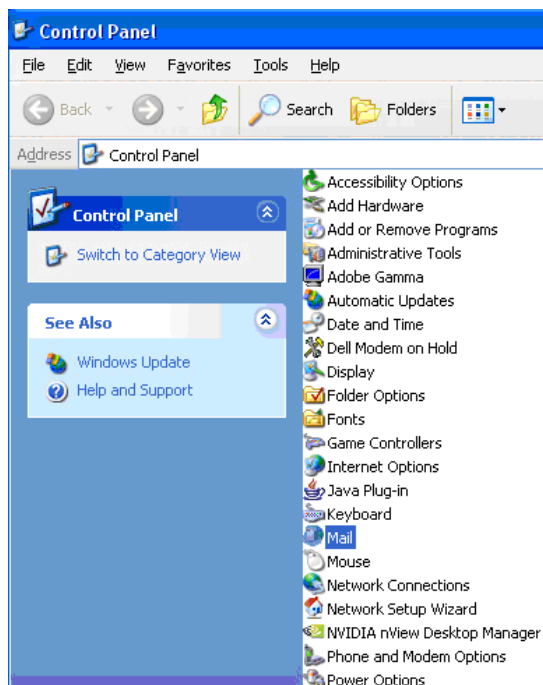 Control Panel
File Edit View Favorites Tools Help
Back Search Folders
Address Control Panel
Control Panel
Switch to Category View
See Also
Windows Update
Help and Support
Accessibility Options
Add Hardware
Add or Remove Programs
Administrative Tools
Adobe Gamma
Automatic Updates
Date and Time
Dell Modem on Hold
Display
Folder Options
Fonts
Game Controllers
Internet Options
Java Plug-in
Keyboard
Mail
Mouse
Network Connections
Network Setup Wizard
NVIDIA nView Desktop Manager
Phone and Modem Options
Power Options